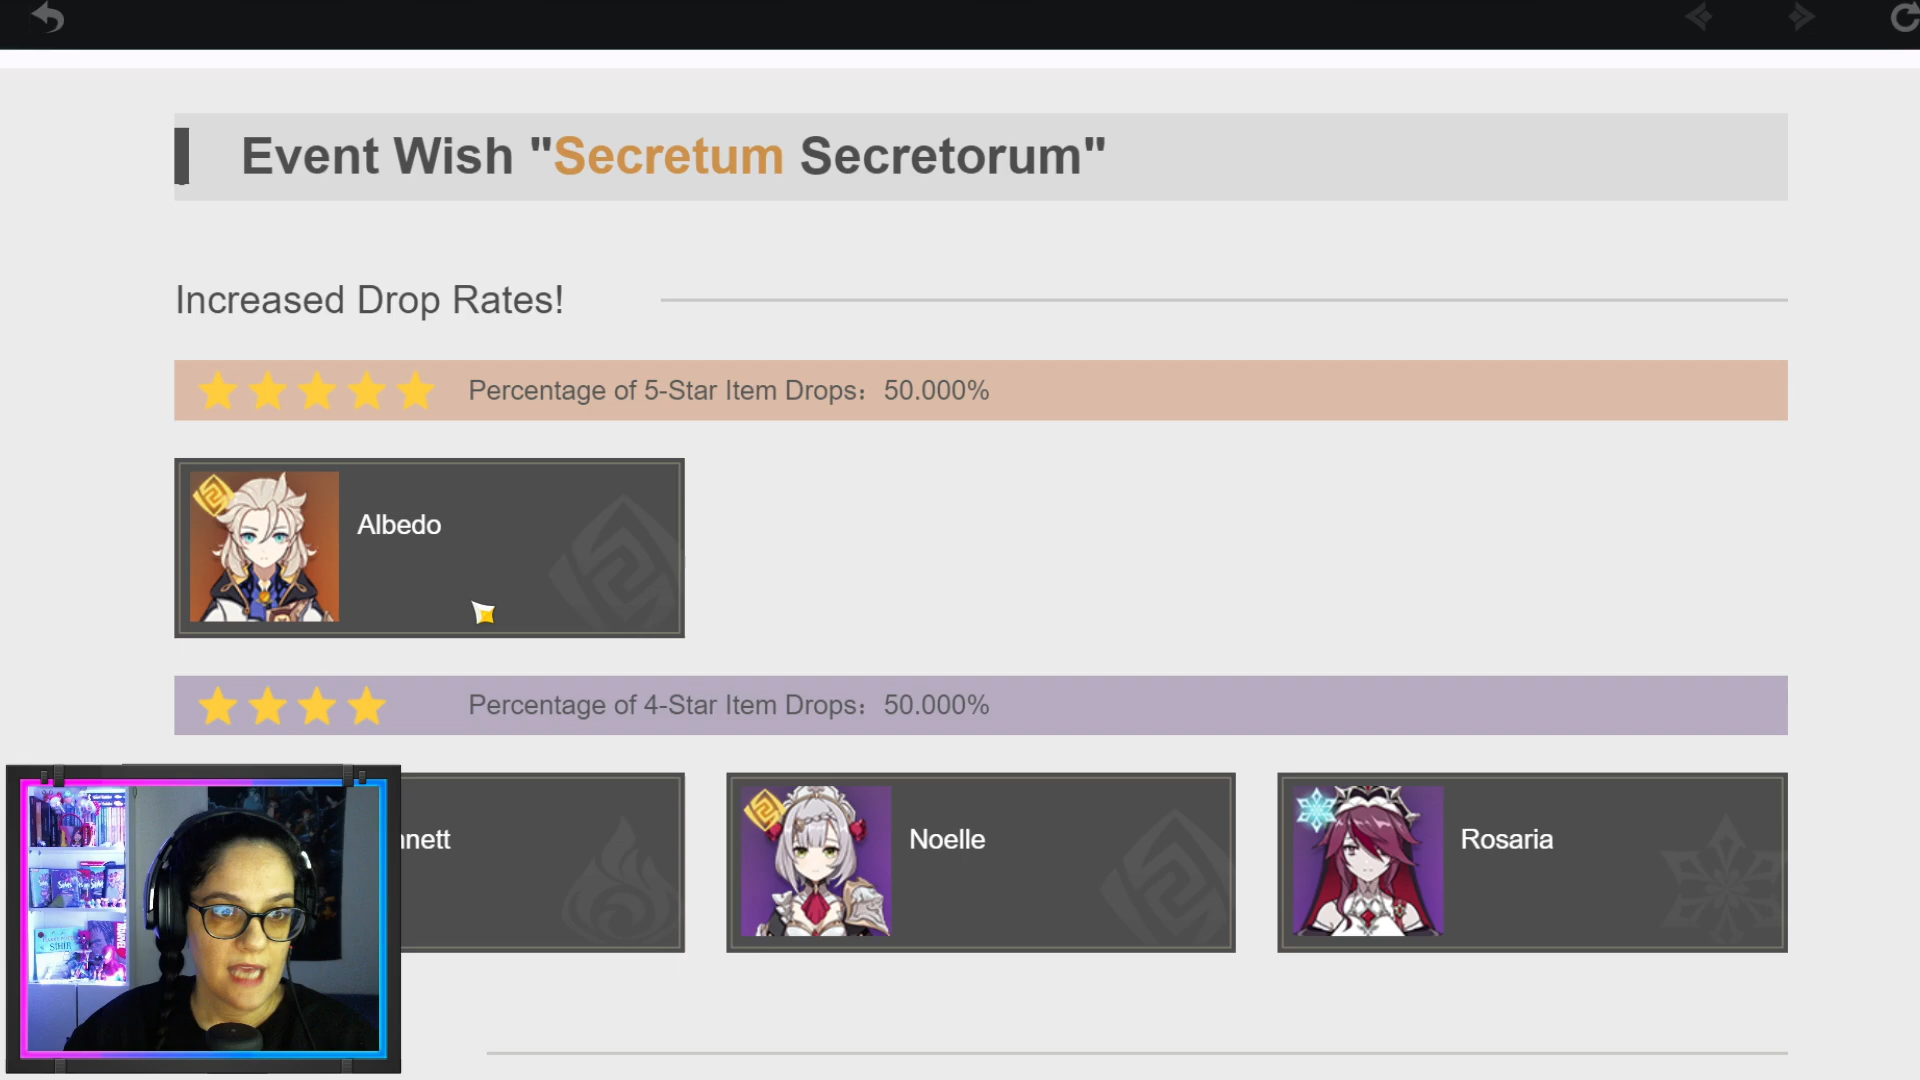 Event Wish "Secretum Secretorum"
Increased Drop Rates!
Percentage of 5-Star Item Drops: 50.000%
Albedo
Percentage of 4-Star Item Drops: 50.000%
nnett
Noelle
Rosaria